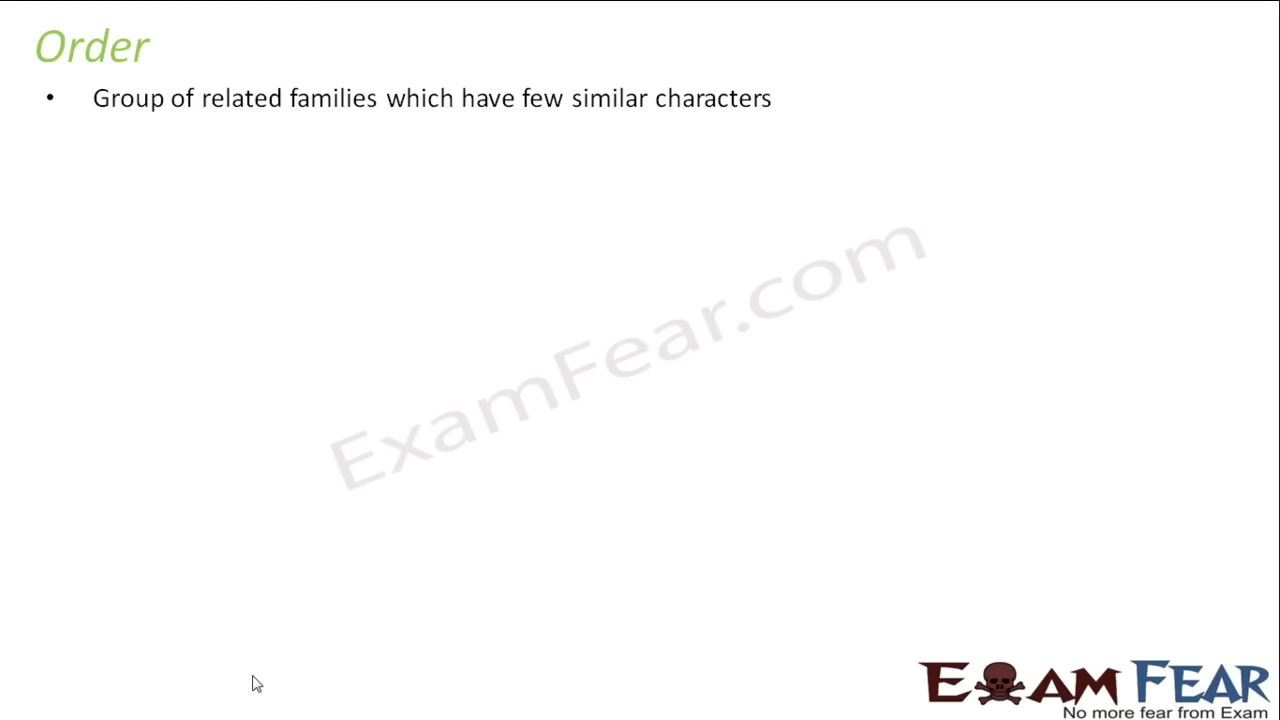 Order
• Group of related families which have few similar characters
ExamFear.com
EXAM FEAR
No more fear from Exam